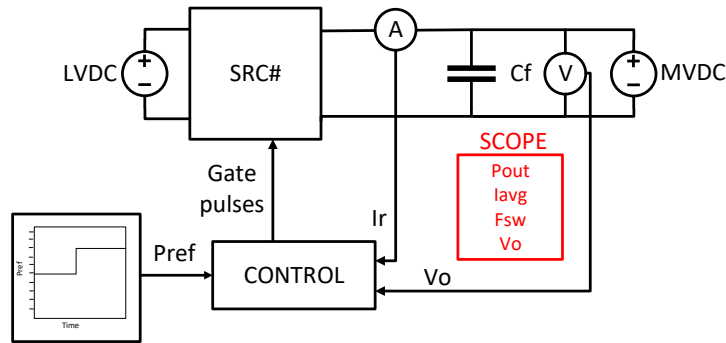 A
LVDC
+
−
SRC#
Cf
V
+
−
MVDC
SCOPE
Pout
Iavg
Fsw
Vo
Gate
pulses
Ir
Pref
Pref
CONTROL
Vo
Time